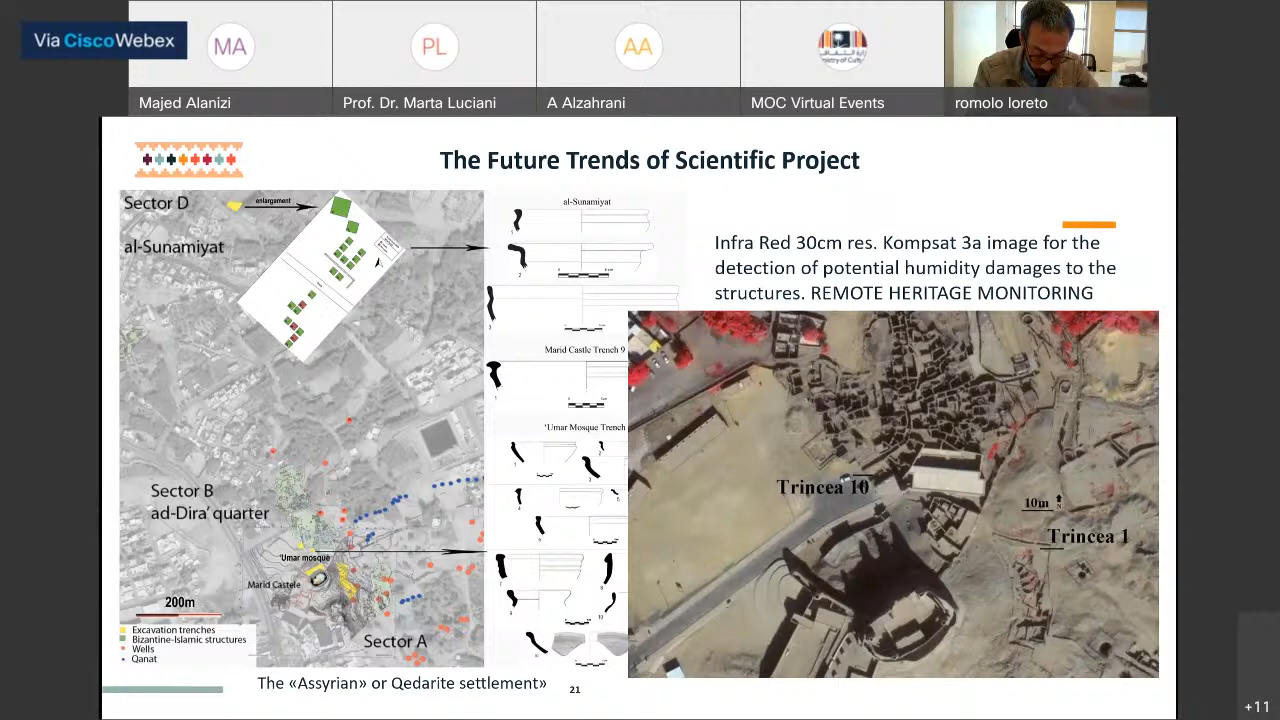 Via Cisco Webex
MA
PL
AA
Majed Alanizi
Prof. Dr. Marta Luciani
A Alzahrani
MOC Virtual Events
romolo loreto
The Future Trends of Scientific Project
Sector D
enlargement
al-Sunamiyat
al-Sunamiyat
Infra Red 30cm res. Kompsat 3a image for the
detection of potential humidity damages to the
structures. REMOTE HERITAGE MONITORING
Marid Castle Trench 9
'Umar Mosque Trench
Sector B
ad-Dira' quarter
'Umar mosque
Marid Castele
200m
Sector A
Excavation trenches
Bizantine-Islamic structures
Wells
Qanat
Trincea 10
10m
N
Trincea 1
The «Assyrian» or Qedarite settlement»
21
+11